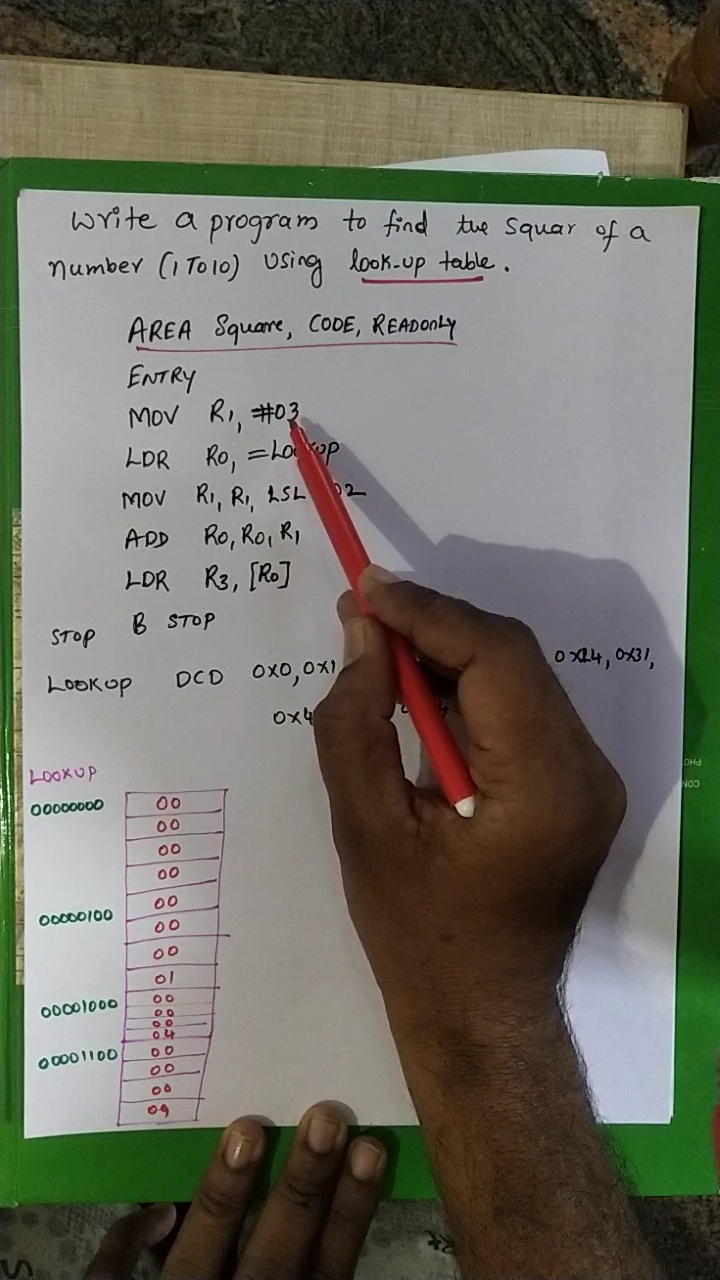 Write a program to find the Squar of a
number (1 To 10) using look-up table.
AREA Square, CODE, READONLY
ENTRY
MOV R1, #03
LDR R0, =Lookup
MOV R1, R1, LSL 02
ADD R0, R0, R1
LDR R3, [R0]
STOP B STOP
LOOKUP DCD 0X0, 0X1 0X24, 0X31,
0X4
LOOKUP
00000000 00
00
00
00
00
00000100 00
00
01
00001000 00
00
00
04
00001100 00
00
00
09